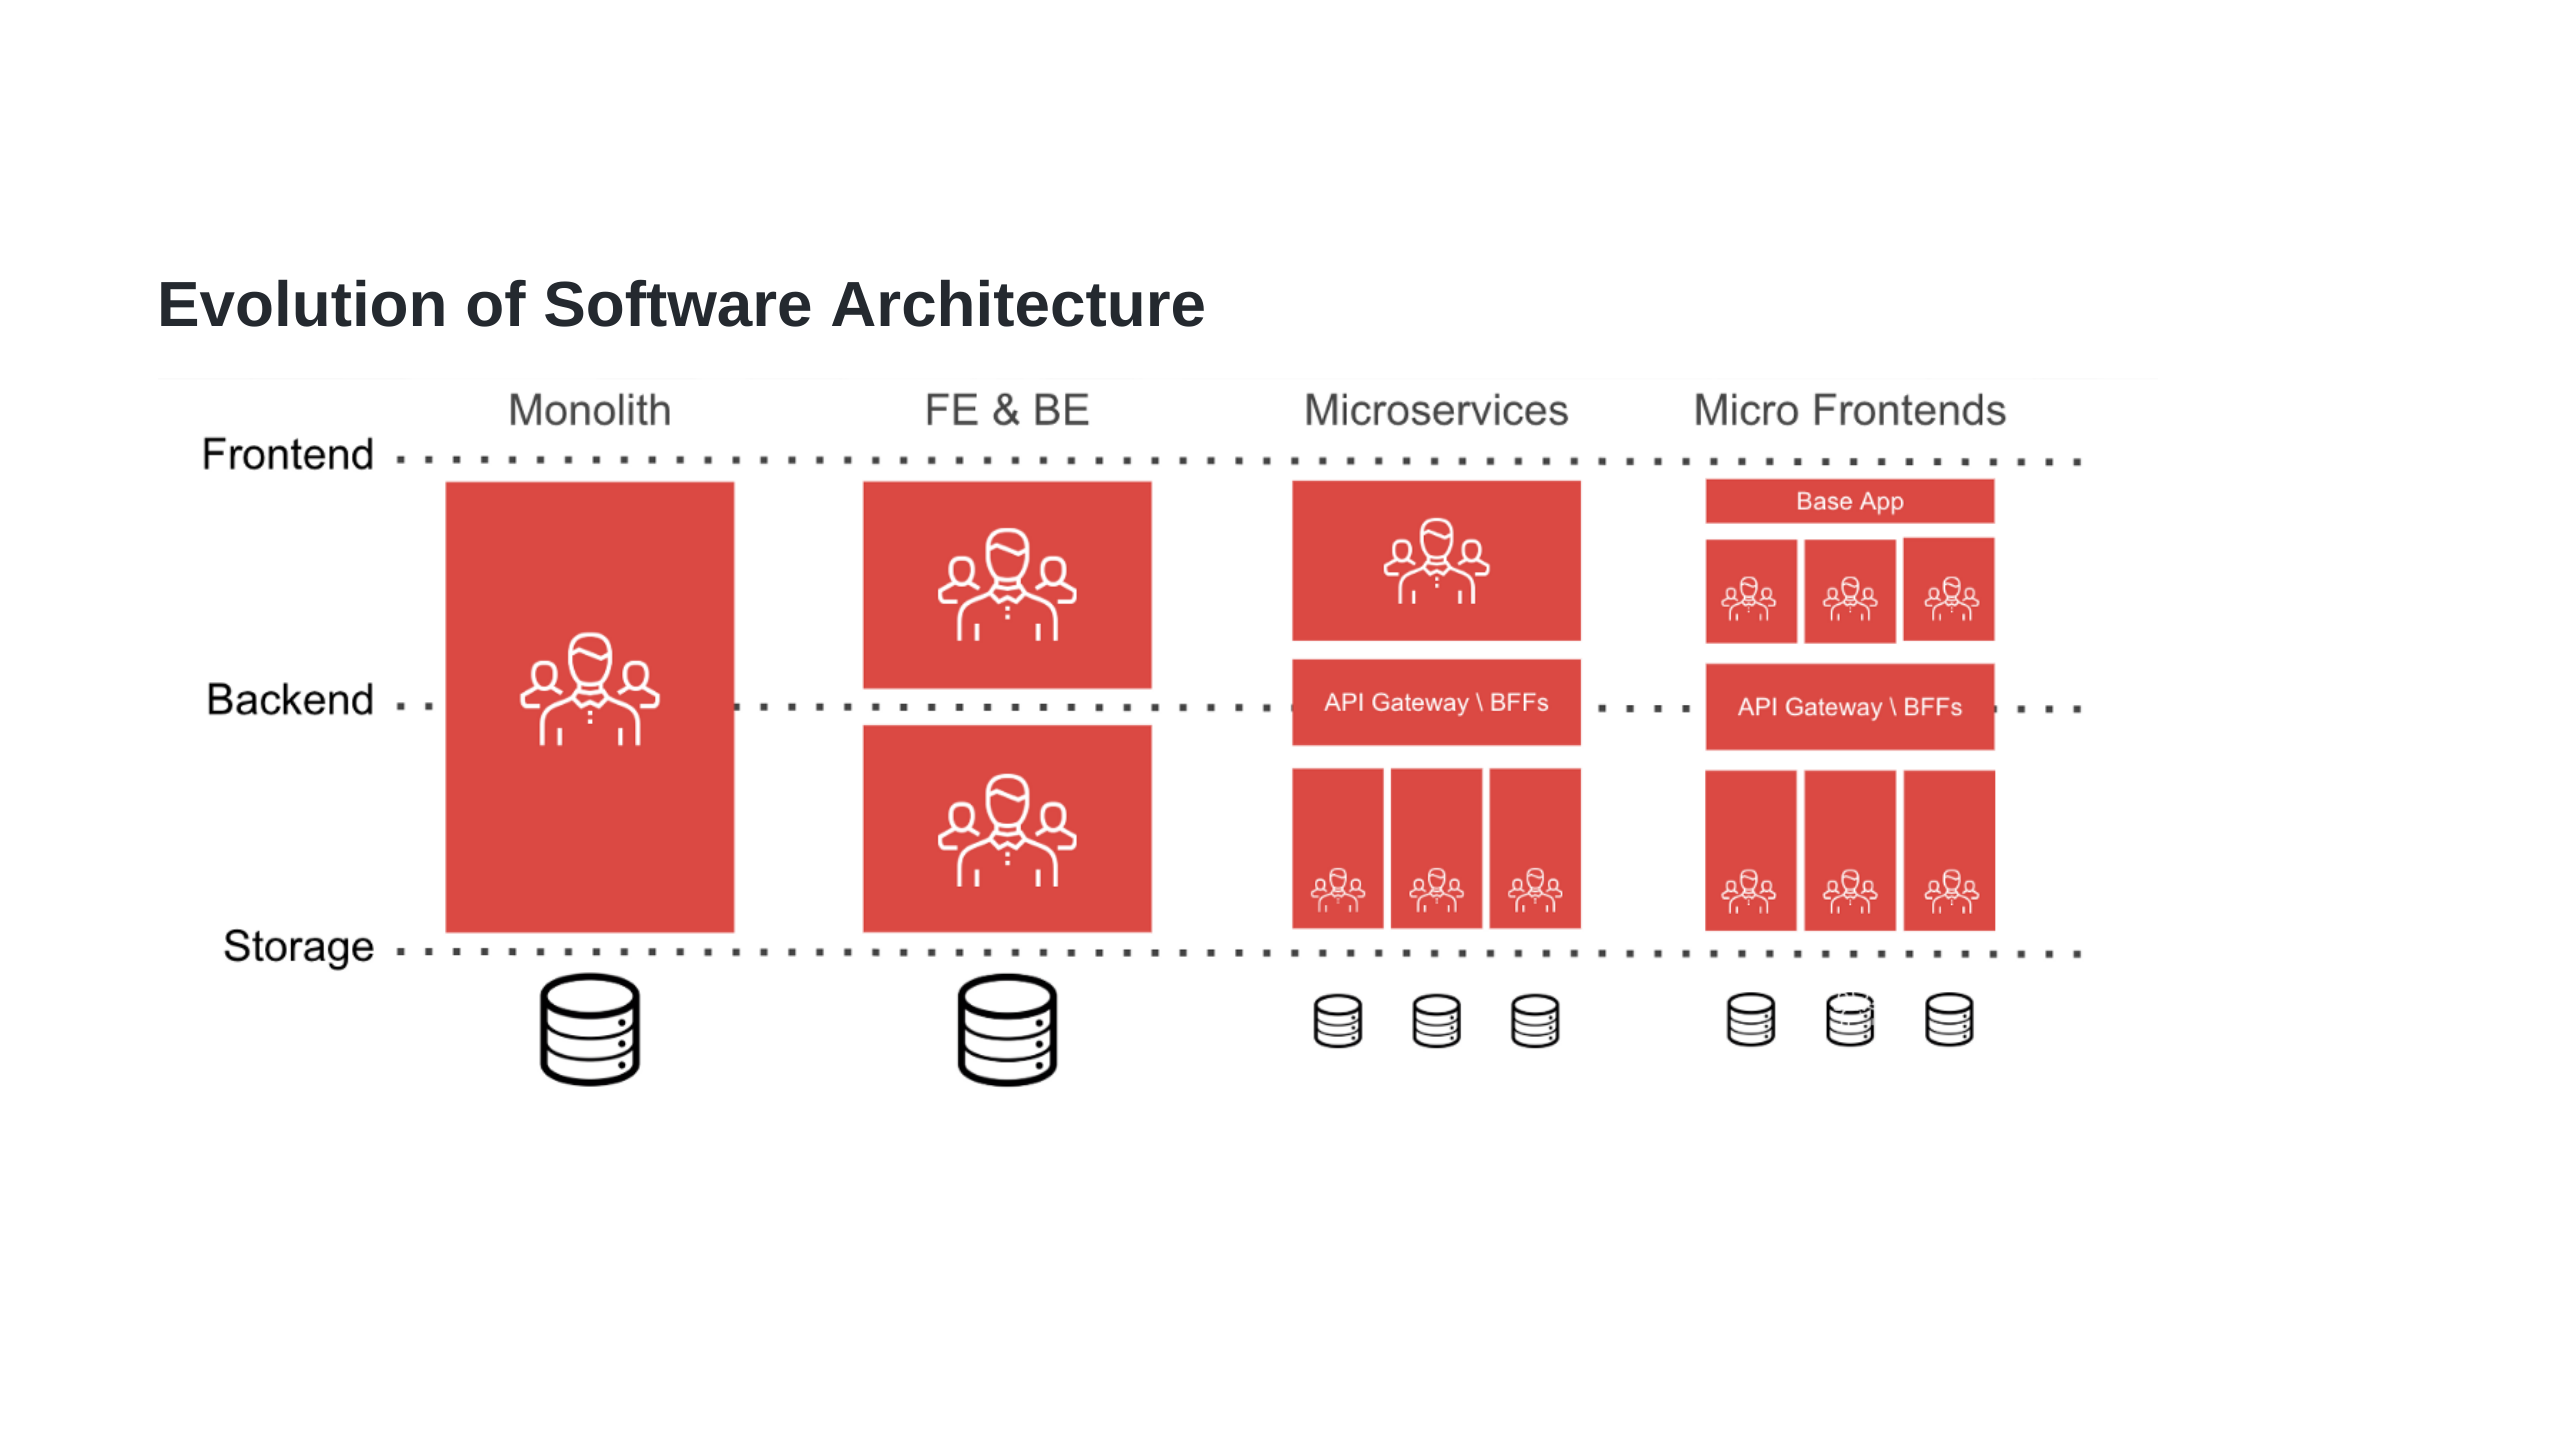 Evolution of Software Architecture
Monolith
FE & BE
Microservices
Micro Frontends
Frontend
Base App
Backend
API Gateway \ BFFs
API Gateway \ BFFs
Storage